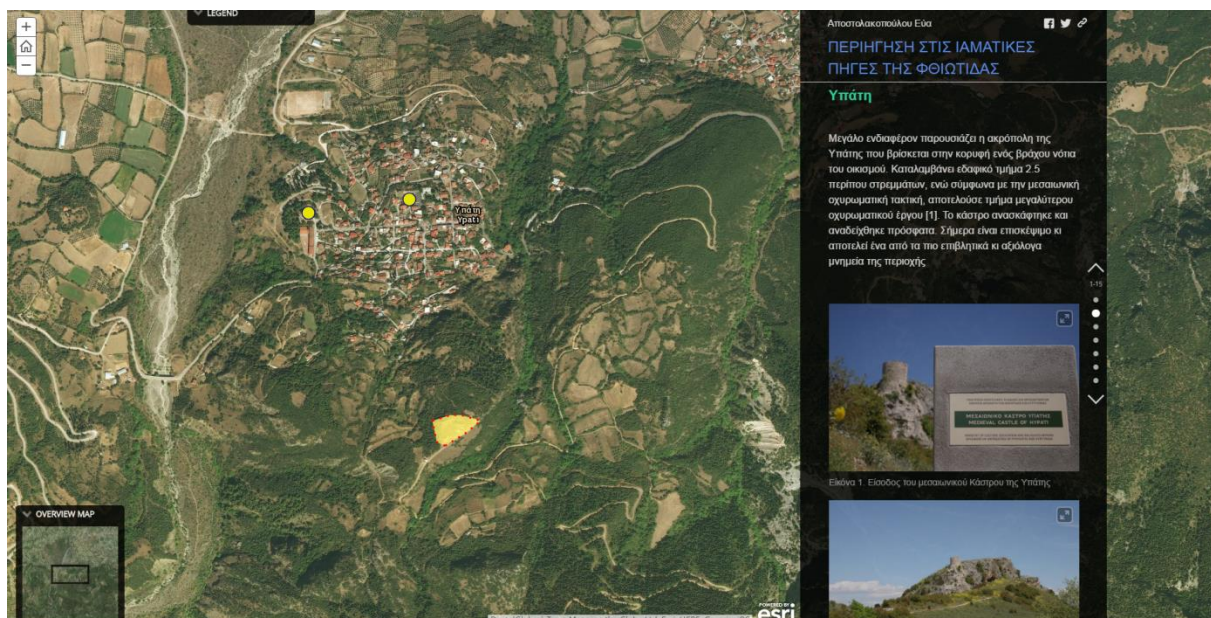 LEGEND
Υπάτη
Ypati
OVERVIEW MAP
POWERED BY
esri
Αποστολακοπούλου Εύα
ΠΕΡΙΗΓΗΣΗ ΣΤΙΣ ΙΑΜΑΤΙΚΕΣ
ΠΗΓΕΣ ΤΗΣ ΦΘΙΩΤΙΔΑΣ
Υπάτη
Μεγάλο ενδιαφέρον παρουσιάζει η ακρόπολη της
Υπάτης που βρίσκεται στην κορυφή ενός βράχου νότια
του οικισμού. Καταλαμβάνει εδαφικό τμήμα 2.5
περίπου στρεμμάτων, ενώ σύμφωνα με την μεσαιωνική
οχυρωματική τακτική, αποτελούσε τμήμα μεγαλύτερου
οχυρωματικού έργου [1]. Το κάστρο ανασκάφτηκε και
αναδείχθηκε πρόσφατα. Σήμερα είναι επισκέψιμο κι
αποτελεί ένα από τα πιο επιβλητικά κι αξιόλογα
μνημεία της περιοχής
1-15
ΜΕΣΑΙΩΝΙΚΟ ΚΑΣΤΡΟ ΥΠΑΤΗΣ
MEDIEVAL CASTLE OF HYPATI
Εικόνα 1. Είσοδος του μεσαιωνικού Κάστρου της Υπάτης